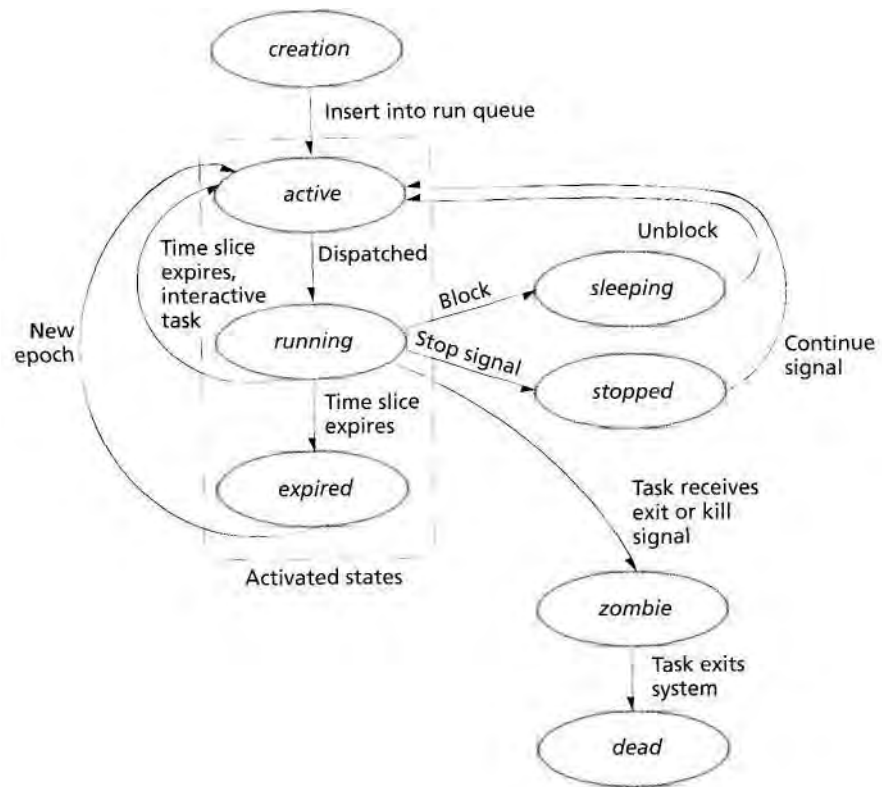 creation
Insert into run queue
active
Time slice
expires,
interactive
task
Dispatched
Unblock
Block
sleeping
New
epoch
running
Stop signal
stopped
Continue
signal
Time slice
expires
expired
Activated states
Task receives
exit or kill
signal
zombie
Task exits
system
dead